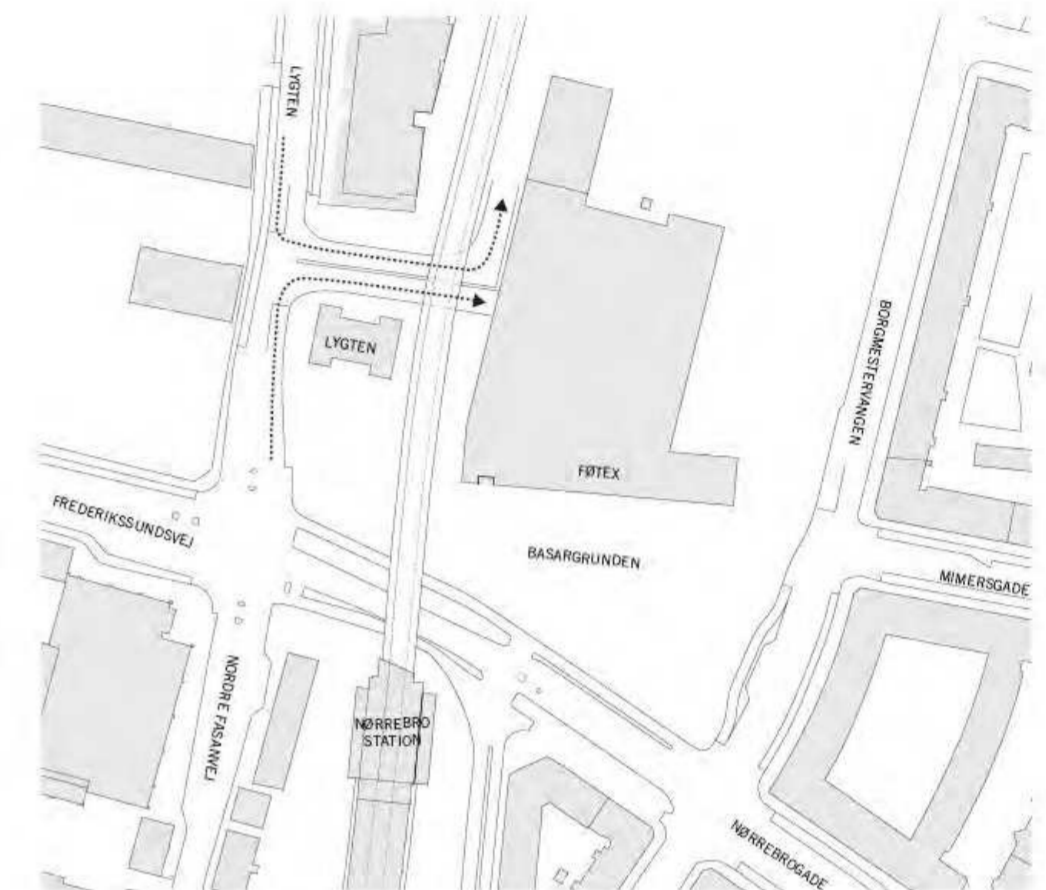 LYGTEN
LYGTEN
BORGMESTERVANGEN
FØTEX
FREDERIKSSUNDSVEJ
BASARGRUNDEN
MIMERSGADE
NORDRE FASANVEJ
NØRREBRO
STATION
NØRREBROGADE